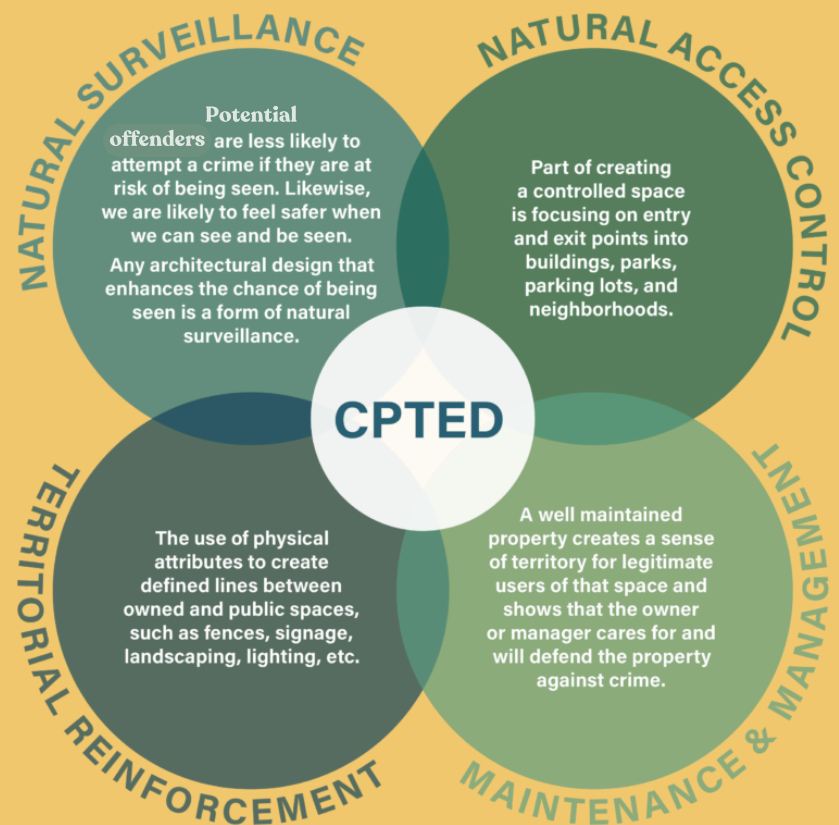 NATURAL SURVEILLANCE
Potential
offenders are less likely to
attempt a crime if they are at
risk of being seen. Likewise,
we are likely to feel safer when
we can see and be seen.
Any architectural design that
enhances the chance of being
seen is a form of natural
surveillance.
NATURAL ACCESS CONTROL
Part of creating
a controlled space
is focusing on entry
and exit points into
buildings, parks,
parking lots, and
neighborhoods.
CPTED
TERRITORIAL REINFORCEMENT
The use of physical
attributes to create
defined lines between
owned and public spaces,
such as fences, signage,
landscaping, lighting, etc.
MAINTENANCE & MANAGEMENT
A well maintained
property creates a sense
of territory for legitimate
users of that space and
shows that the owner
or manager cares for and
will defend the property
against crime.